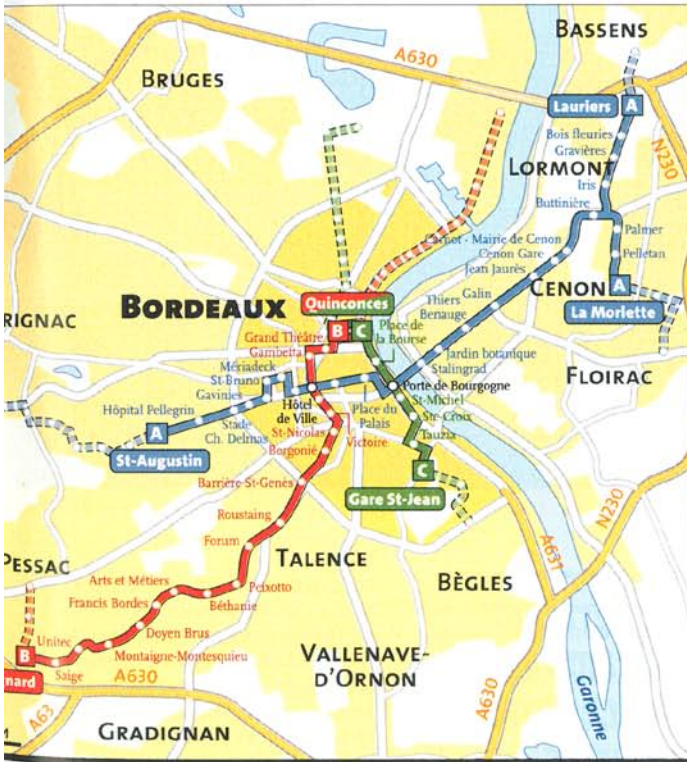 BASSENS
A630
BRUGES
Lauriers A
Bois fleuries
Gravières
N230
LORMONT
Iris
Buttinière
Palmer
Carnot - Mairie de Cenon
Cenon Gare
Pelletan
Jean Jaurès
A
CENON
Galin
La Morlette
Quinconces
BORDEAUX
Thiers
Benauge
RIGNAC
B C
Place de
la Bourse
Grand Théâtre
Gambetta
Jardin botanique
Stalingrad
FLOIRAC
Mériadeck
St-Bruno
Gavinies
Porte de Bourgogne
Hôpital Pellegrin
Hôtel
de Ville
Place du
Palais
St-Michel
Ste-Croix
Stade
Ch. Delmas
St-Nicolas
Victoire
Tauzia
A
Bergonié
St-Augustin
C
Barrière St-Genès
Gare St-Jean
Roustaing
N230
Forum
A631
PESSAC
TALENCE
Arts et Métiers
Peixotto
BÈGLES
Francis Bordes
Béthanie
Doyen Brus
Unitec
B
Montaigne-Montesquieu
VALLENAVE-
D'ORNON
nard
Saige
A630
A630
Garonne
A63
GRADIGNAN